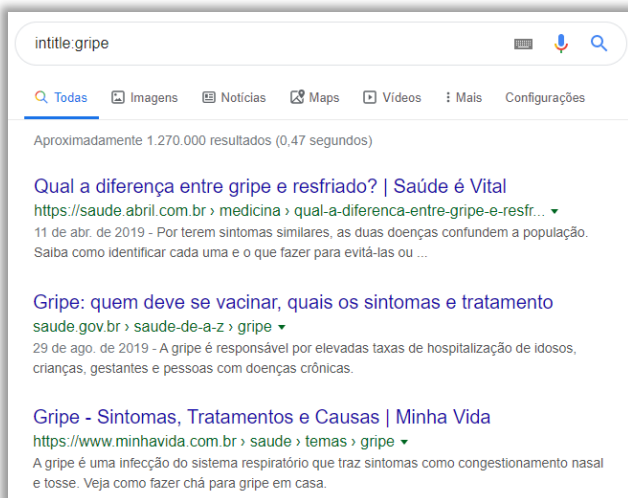 intitle:gripe
Todas Imagens Notícias Maps Vídeos Mais Configurações
Aproximadamente 1.270.000 resultados (0,47 segundos)
Qual a diferença entre gripe e resfriado? | Saúde é Vital
https://saude.abril.com.br › medicina › qual-a-diferenca-entre-gripe-e-resfr...
11 de abr. de 2019 - Por terem sintomas similares, as duas doenças confundem a população.
Saiba como identificar cada uma e o que fazer para evitá-las ou ...
Gripe: quem deve se vacinar, quais os sintomas e tratamento
saude.gov.br › saude-de-a-z › gripe
29 de ago. de 2019 - A gripe é responsável por elevadas taxas de hospitalização de idosos,
crianças, gestantes e pessoas com doenças crônicas.
Gripe - Sintomas, Tratamentos e Causas | Minha Vida
https://www.minhavida.com.br › saude › temas › gripe
A gripe é uma infecção do sistema respiratório que traz sintomas como congestionamento nasal
e tosse. Veja como fazer chá para gripe em casa.